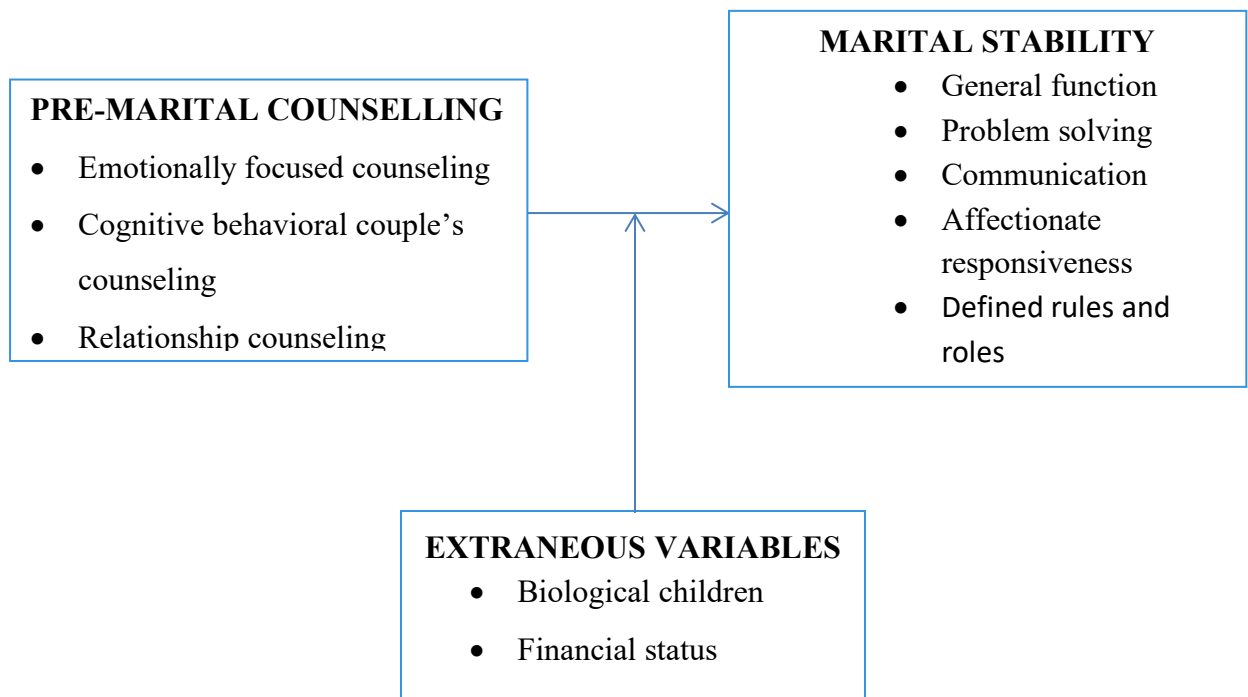 PRE-MARITAL COUNSELLING
• Emotionally focused counseling
• Cognitive behavioral couple’s
counseling
• Relationship counseling
MARITAL STABILITY
• General function
• Problem solving
• Communication
• Affectionate
responsiveness
• Defined rules and
roles
EXTRANEOUS VARIABLES
• Biological children
• Financial status